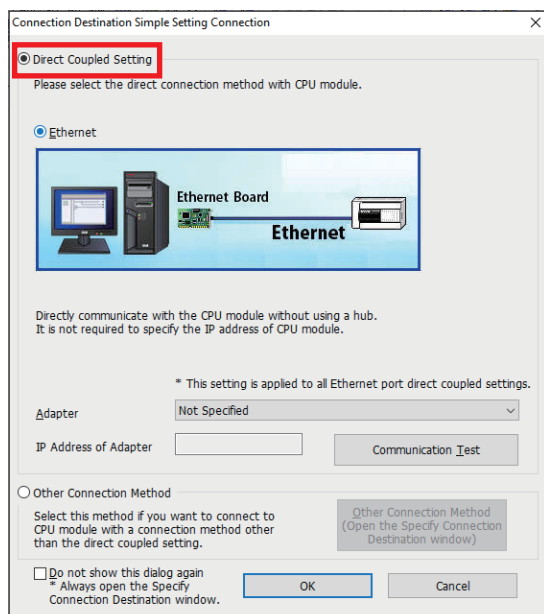 Connection Destination Simple Setting Connection
Direct Coupled Setting
Please select the direct connection method with CPU module.
Ethernet
Ethernet Board
Ethernet
Directly communicate with the CPU module without using a hub.
It is not required to specify the IP address of CPU module.
* This setting is applied to all Ethernet port direct coupled settings.
Adapter
Not Specified
IP Address of Adapter
Communication Test
Other Connection Method
Select this method if you want to connect to
CPU module with a connection method other
than the direct coupled setting.
Other Connection Method
(Open the Specify Connection
Destination window)
Do not show this dialog again
* Always open the Specify
Connection Destination window.
OK
Cancel